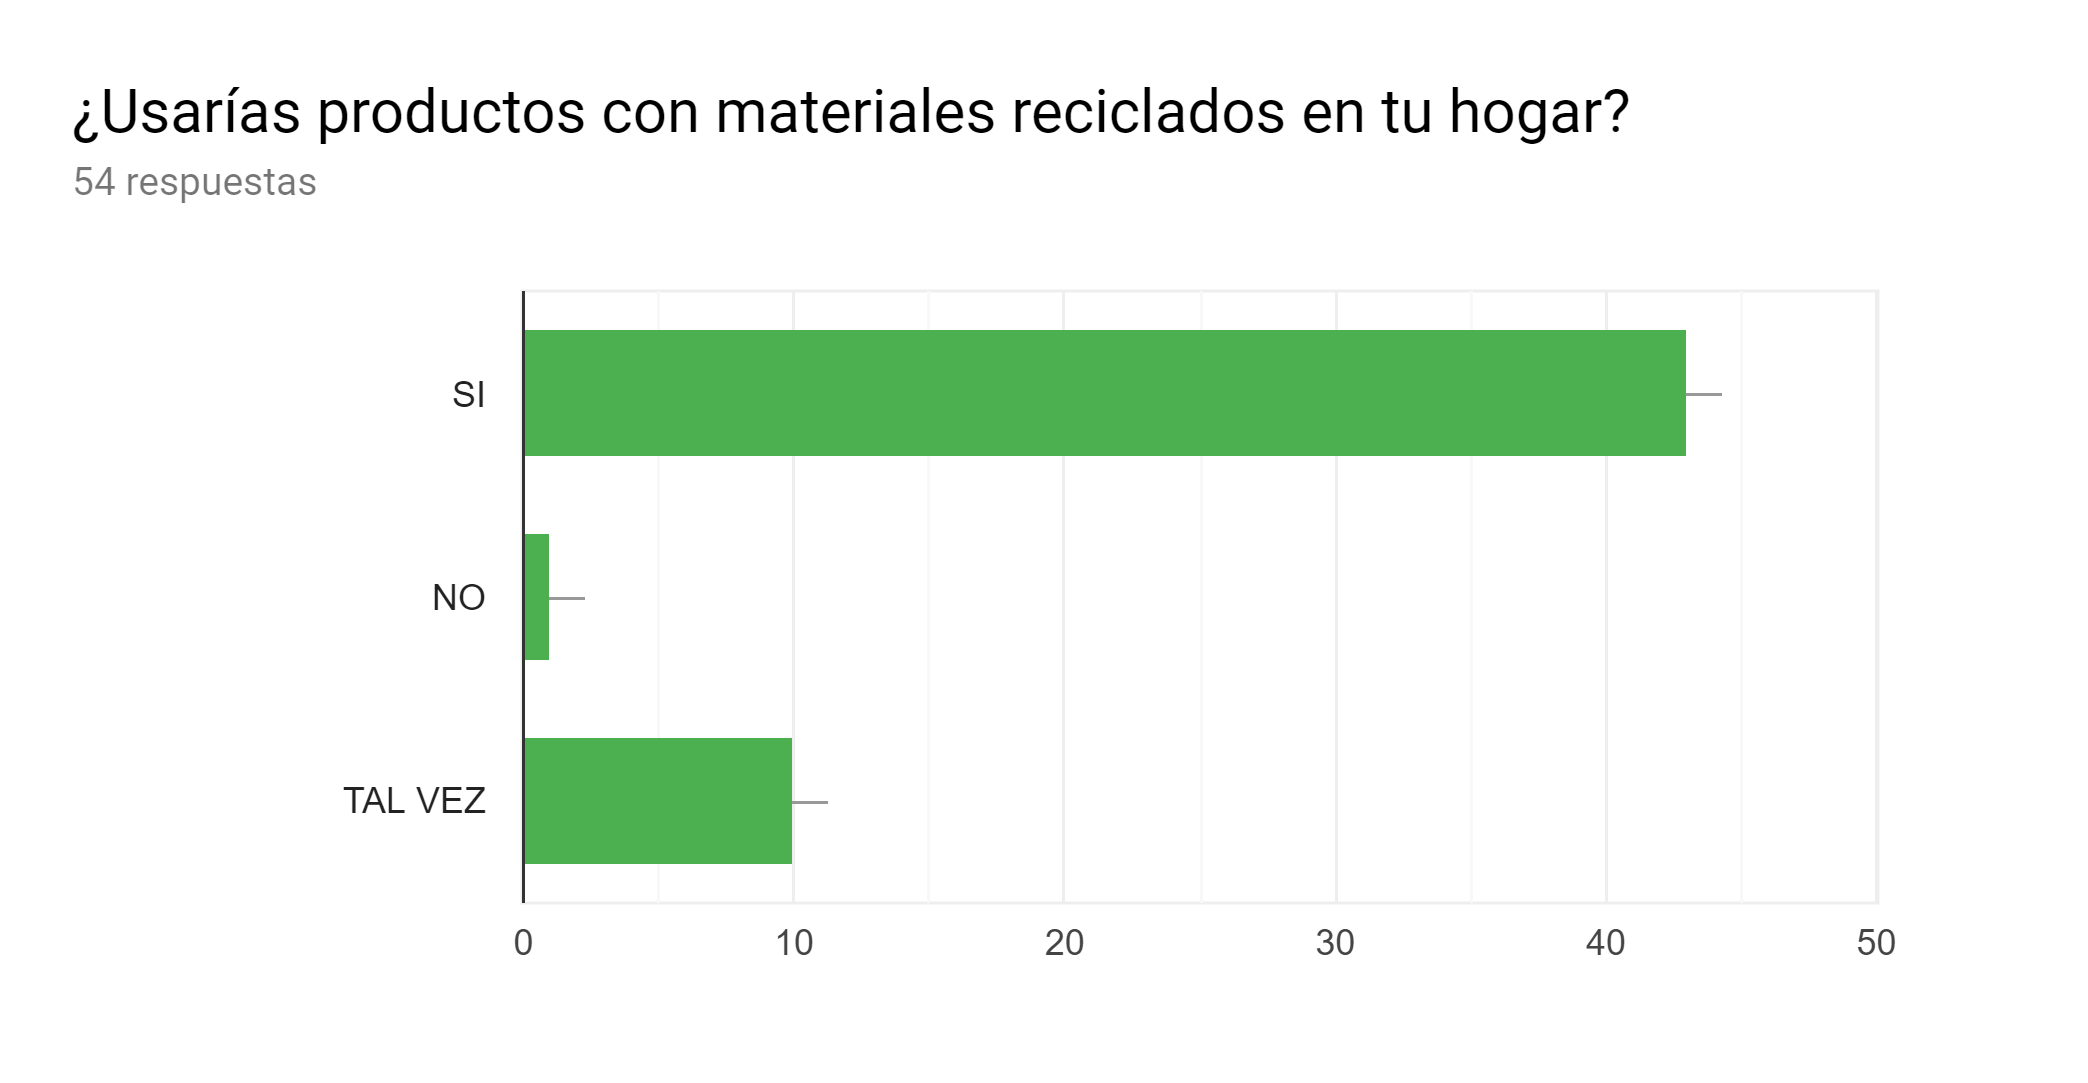 ¿Usarías productos con materiales reciclados en tu hogar?
54 respuestas
SI
NO
TAL VEZ
0 10 20 30 40 50